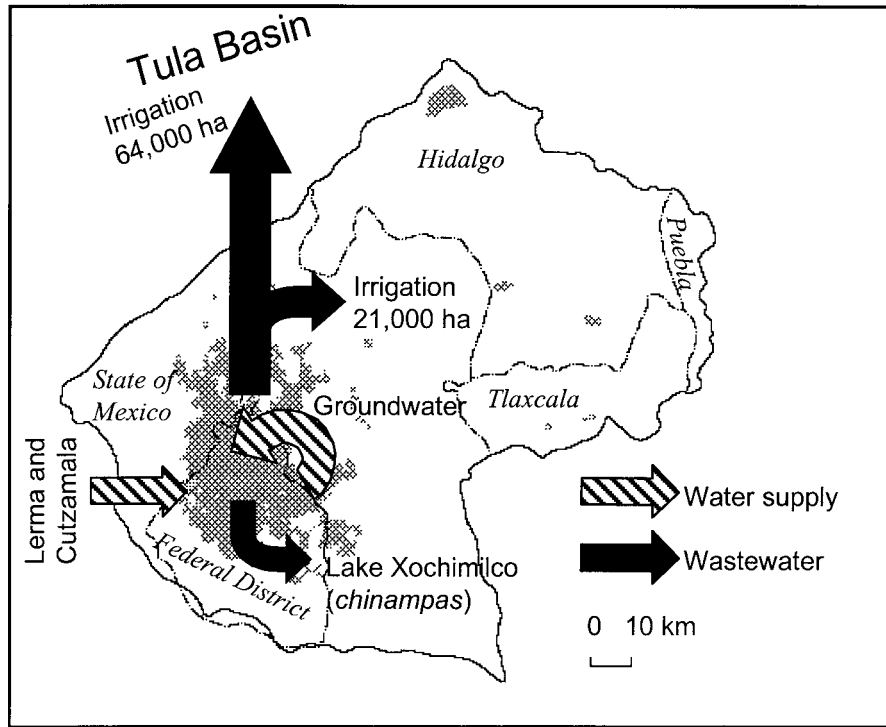 Tula Basin
Irrigation
64,000 ha
Hidalgo
Puebla
Irrigation
21,000 ha
State of
Mexico
Groundwater
Tlaxcala
Lerma and
Cutzamala
Water supply
Federal District
Lake Xochimilco
(chinampas)
Wastewater
0 10 km